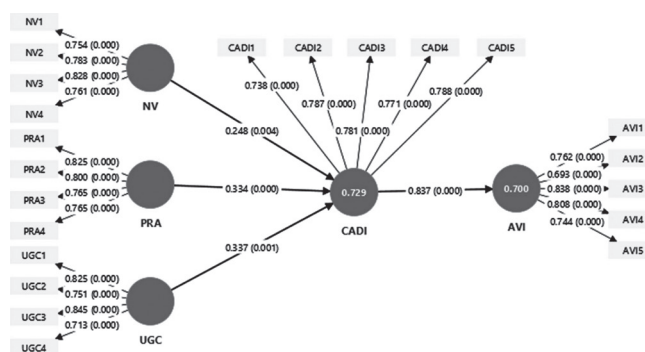 NV1
0.754 (0.000)
NV2
0.783 (0.000)
NV3
0.828 (0.000)
NV4
0.761 (0.000)
NV
PRA1
0.825 (0.000)
PRA2
0.800 (0.000)
PRA3
0.765 (0.000)
PRA4
0.765 (0.000)
PRA
UGC1
0.825 (0.000)
UGC2
0.751 (0.000)
UGC3
0.845 (0.000)
UGC4
0.713 (0.000)
UGC
0.248 (0.004)
0.334 (0.000)
0.337 (0.001)
CADI1
CADI2
CADI3
CADI4
CADI5
0.738 (0.000)
0.787 (0.000)
0.781 (0.000)
0.771 (0.000)
0.788 (0.000)
0.729
CADI
0.837 (0.000)
0.700
AVI
AVI1
0.762 (0.000)
AVI2
0.693 (0.000)
AVI3
0.838 (0.000)
AVI4
0.808 (0.000)
AVI5
0.744 (0.000)